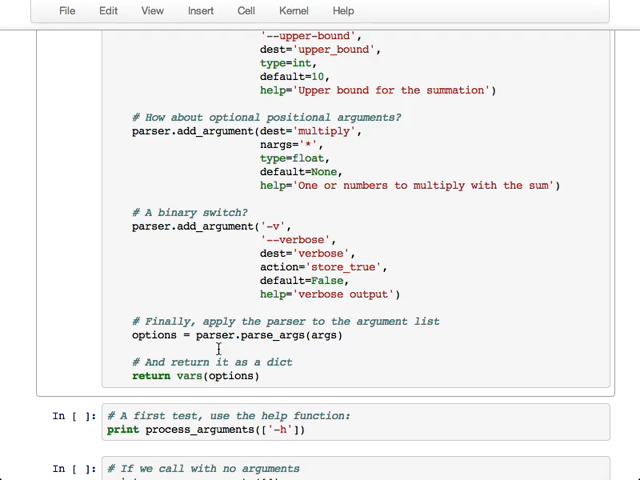 File Edit View Insert Cell Kernel Help
'--upper-bound',
dest='upper_bound',
type=int,
default=10,
help='Upper bound for the summation')
# How about optional positional arguments?
parser.add_argument(dest='multiply',
nargs='*',
type=float,
default=None,
help='One or numbers to multiply with the sum')
# A binary switch?
parser.add_argument('-v',
'--verbose',
dest='verbose',
action='store_true',
default=False,
help='verbose output')
# Finally, apply the parser to the argument list
options = parser.parse_args(args)
# And return it as a dict
return vars(options)
In [ ]: # A first test, use the help function:
print process_arguments(['-h'])
In [ ]: # If we call with no arguments